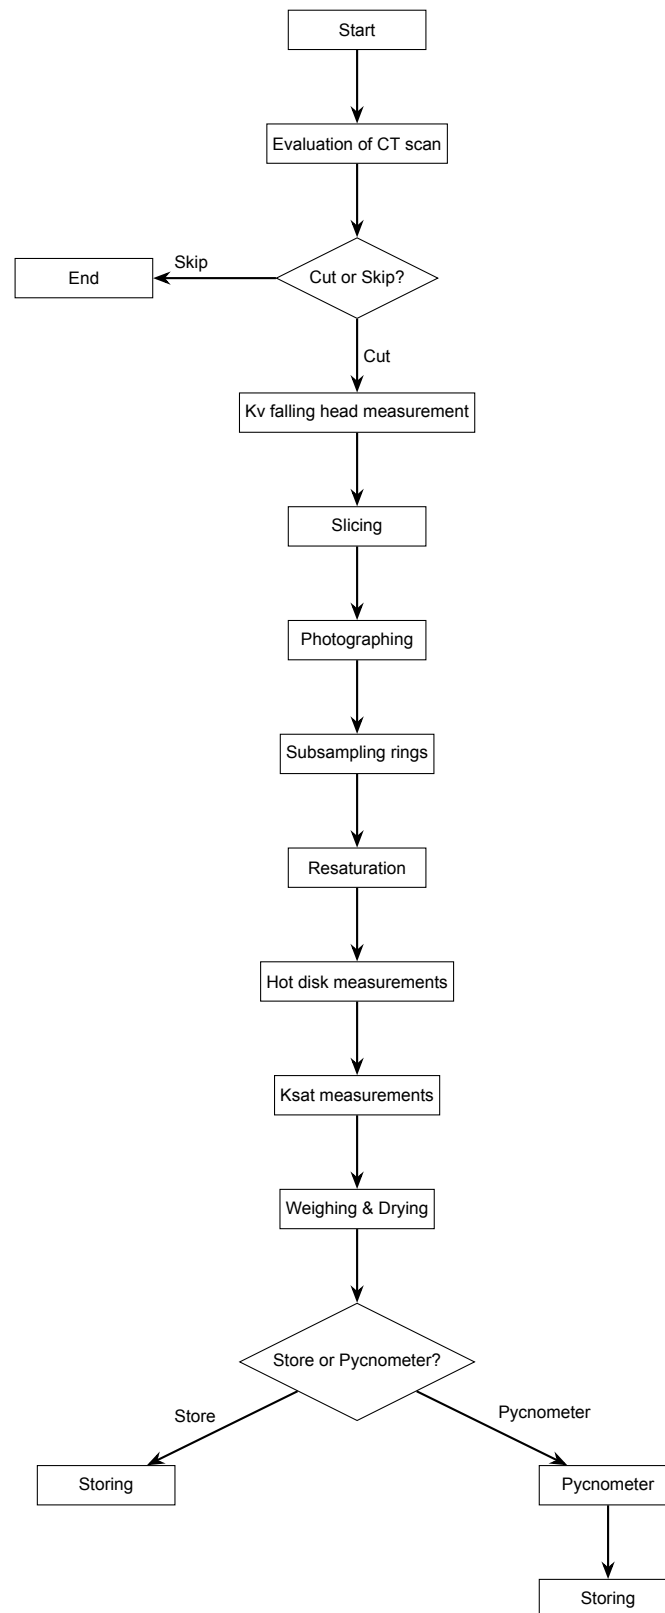 Start
Evaluation of CT scan
Skip
End
Cut or Skip?
Cut
Kv falling head measurement
Slicing
Photographing
Subsampling rings
Resaturation
Hot disk measurements
Ksat measurements
Weighing & Drying
Store or Pycnometer?
Store
Pycnometer
Storing
Pycnometer
Storing